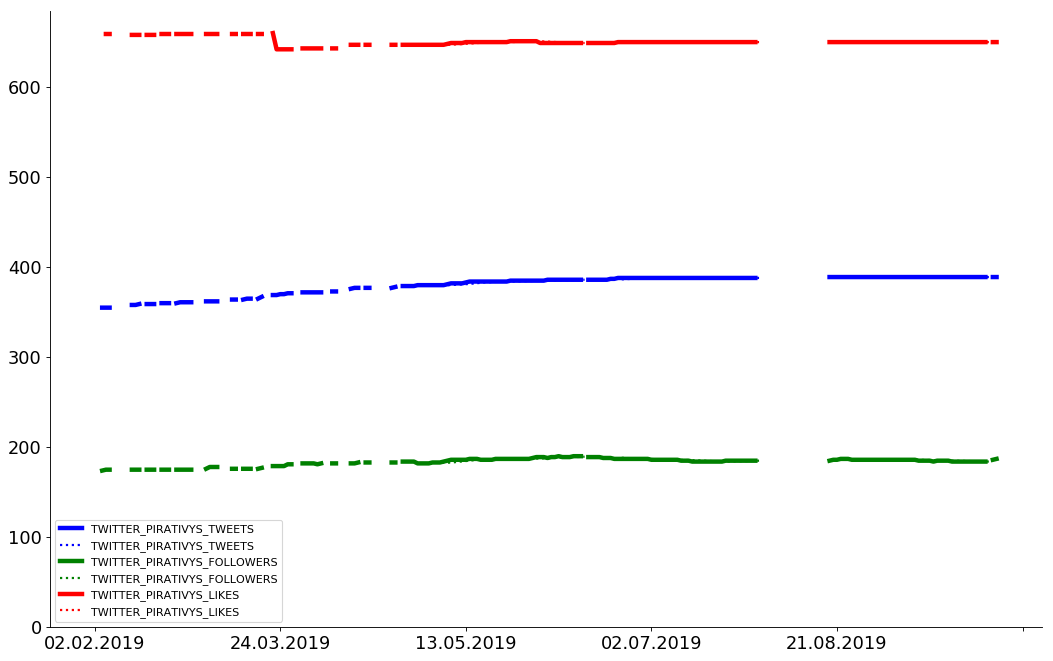 600
500
400
300
200
100
0
TWITTER_PIRATIVYS_TWEETS
TWITTER_PIRATIVYS_TWEETS
TWITTER_PIRATIVYS_FOLLOWERS
TWITTER_PIRATIVYS_FOLLOWERS
TWITTER_PIRATIVYS_LIKES
TWITTER_PIRATIVYS_LIKES
02.02.2019 24.03.2019 13.05.2019 02.07.2019 21.08.2019